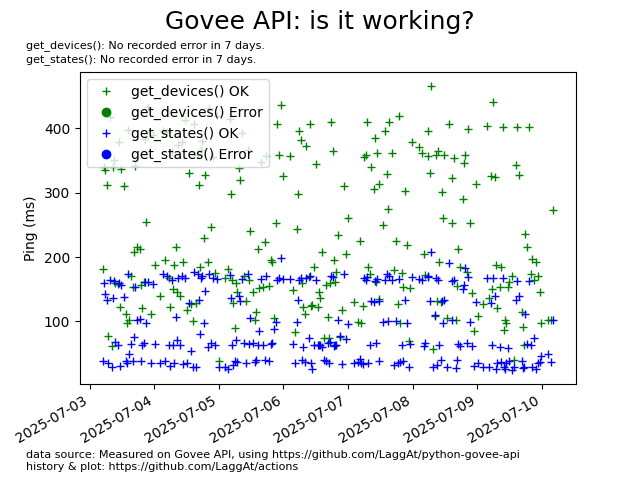 Govee API: is it working?
get_devices(): No recorded error in 7 days.
get_states(): No recorded error in 7 days.
get_devices() OK
get_devices() Error
get_states() OK
get_states() Error
Ping (ms)
400
300
200
100
2025-07-03
2025-07-04
2025-07-05
2025-07-06
2025-07-07
2025-07-08
2025-07-09
2025-07-10
data source: Measured on Govee API, using https://github.com/LaggAt/python-govee-api
history & plot: https://github.com/LaggAt/actions